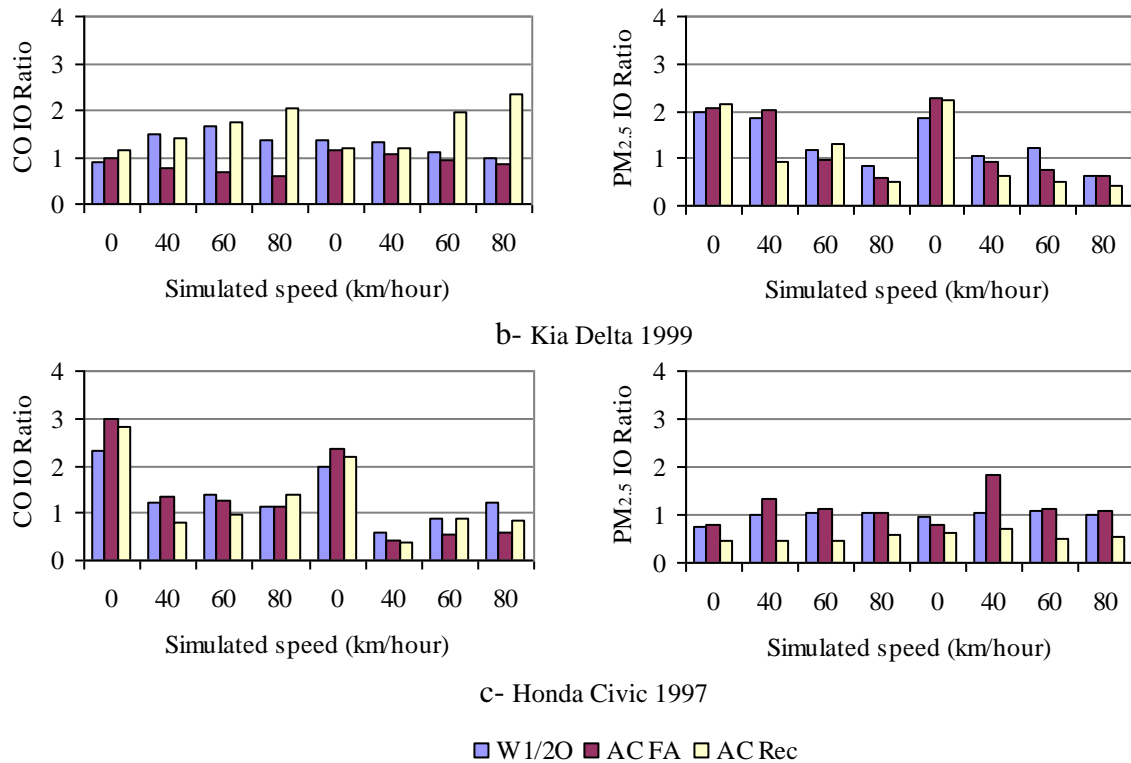 4
3
2
1
0
CO IO Ratio
0 40 60 80 0 40 60 80
Simulated speed (km/hour)
4
3
2
1
0
PM2.5 IO Ratio
0 40 60 80 0 40 60 80
Simulated speed (km/hour)
b- Kia Delta 1999
4
3
2
1
0
CO IO Ratio
0 40 60 80 0 40 60 80
Simulated speed (km/hour)
4
3
2
1
0
PM2.5 IO Ratio
0 40 60 80 0 40 60 80
Simulated speed (km/hour)
c- Honda Civic 1997
W1/2O AC FA AC Rec